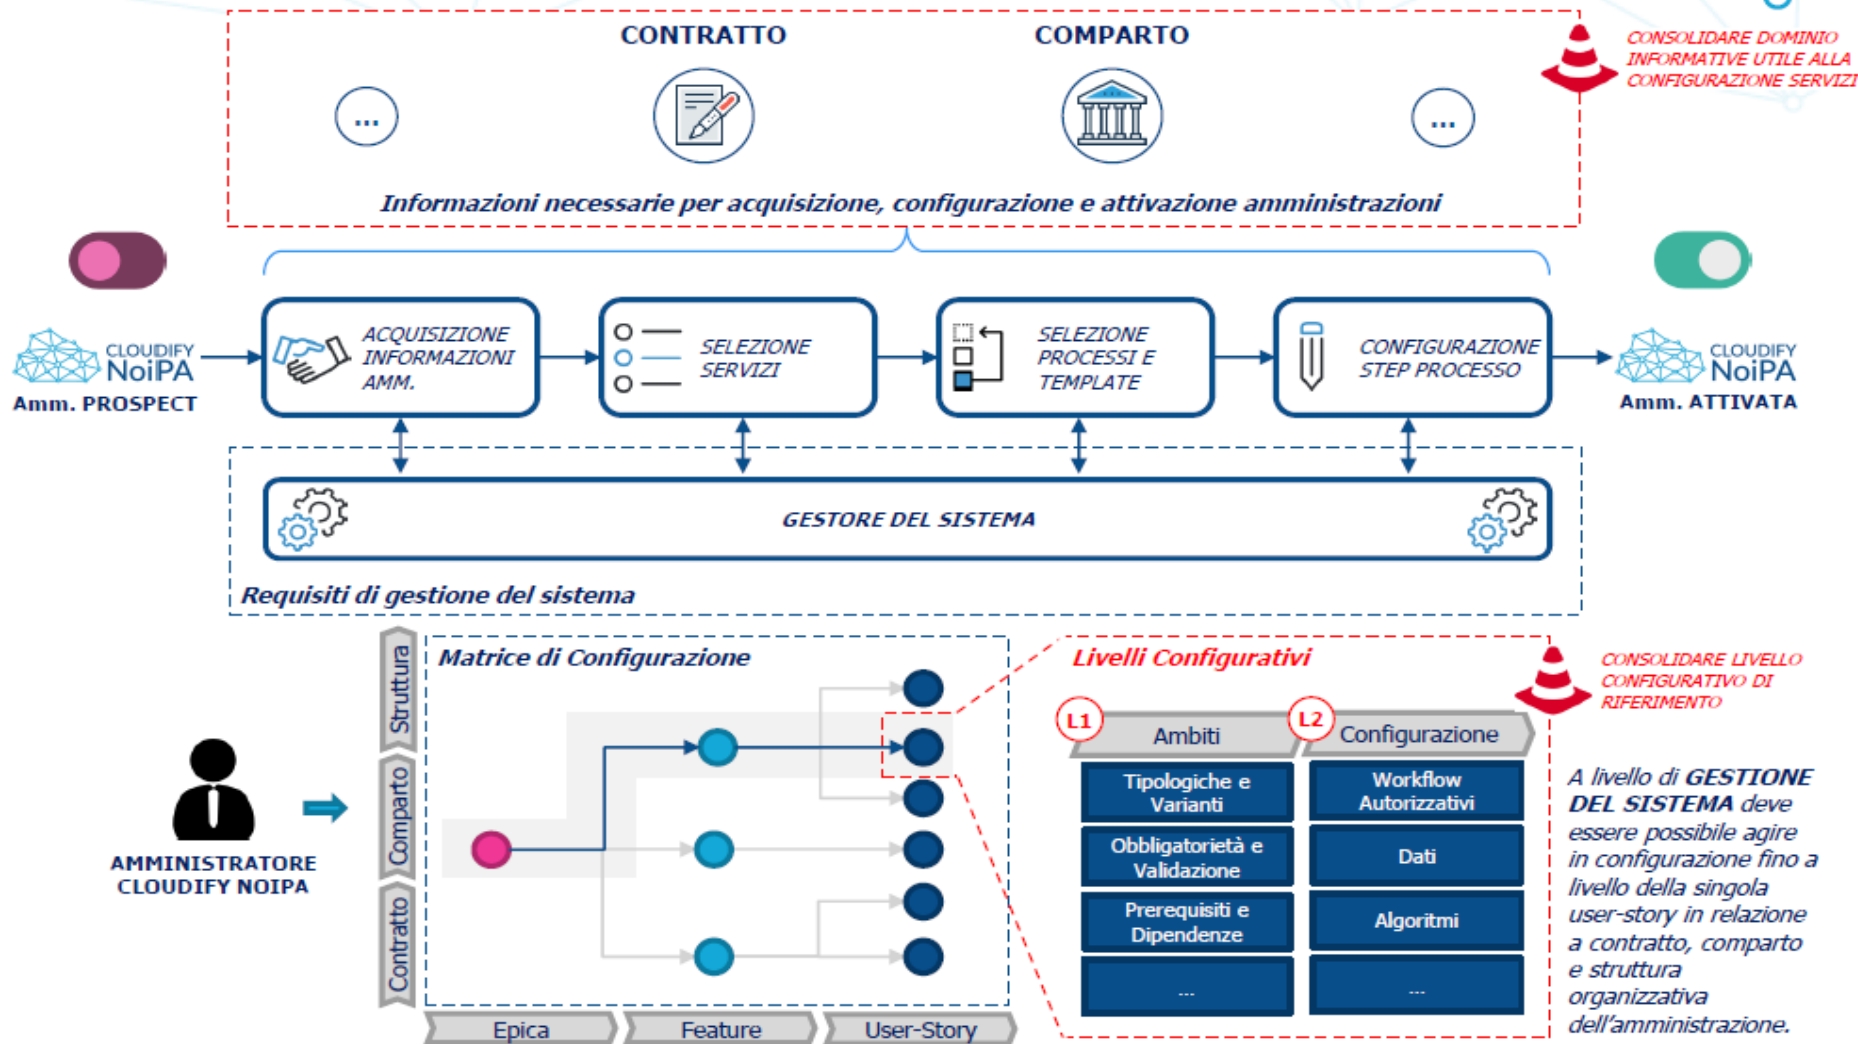 CONTRATTO
COMPARTO
...
...
Informazioni necessarie per acquisizione, configurazione e attivazione amministrazioni
CONSOLIDARE DOMINIO
INFORMATIVE UTILE ALLA
CONFIGURAZIONE SERVIZI
CLOUDIFY
NoiPA
Amm. PROSPECT
ACQUISIZIONE
INFORMAZIONI
AMM.
SELEZIONE
SERVIZI
SELEZIONE
PROCESSI E
TEMPLATE
CONFIGURAZIONE
STEP PROCESSO
CLOUDIFY
NoiPA
Amm. ATTIVATA
GESTORE DEL SISTEMA
Requisiti di gestione del sistema
AMMINISTRATORE
CLOUDIFY NOIPA
Struttura
Comparto
Contratto
Matrice di Configurazione
Epica
Feature
User-Story
Livelli Configurativi
L1
Ambiti
L2
Configurazione
Tipologiche e
Varianti
Workflow
Autorizzativi
Obbligatorietà e
Validazione
Dati
Prerequisiti e
Dipendenze
Algoritmi
...
...
CONSOLIDARE LIVELLO
CONFIGURATIVO DI
RIFERIMENTO
A livello di GESTIONE
DEL SISTEMA deve
essere possibile agire
in configurazione fino a
livello della singola
user-story in relazione
a contratto, comparto
e struttura
organizzativa
dell'amministrazione.